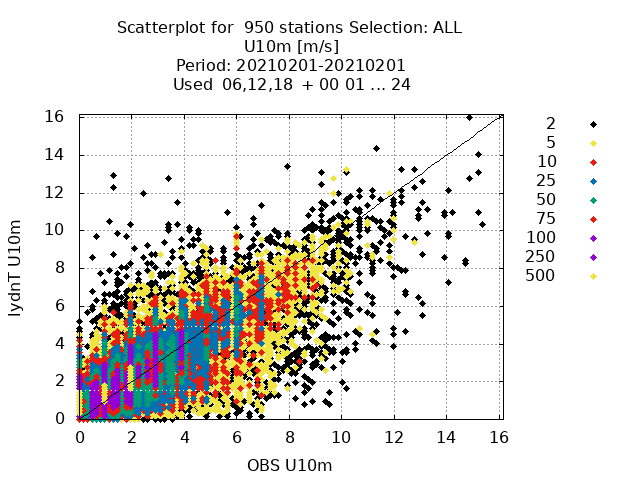 Scatterplot for  950 stations Selection: ALL
U10m [m/s]
Period: 20210201-20210201
Used  06,12,18  + 00 01 ... 24
16
14
12
10
8
6
4
2
0
lydnT U10m
0 2 4 6 8 10 12 14 16
OBS U10m
2
5
10
25
50
75
100
250
500